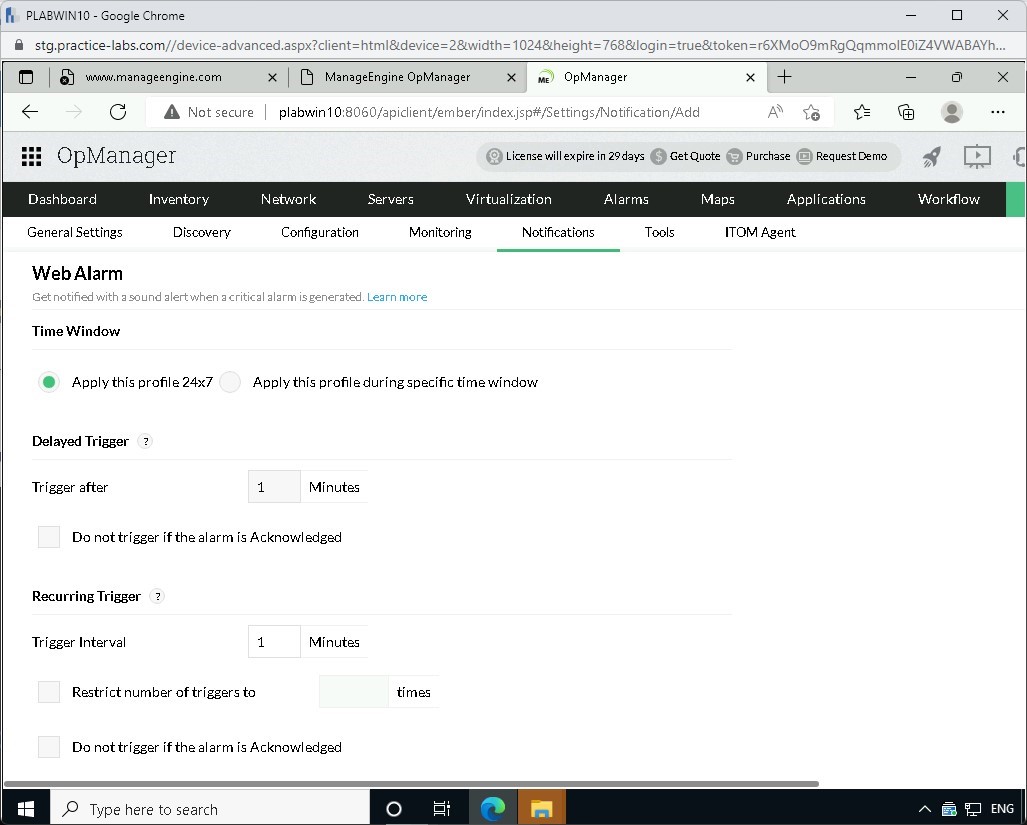 PLABWIN10 - Google Chrome
stg.practice-labs.com//device-advanced.aspx?client=html&device=2&width=1024&height=768&login=true&token=r6XMoO9mRgQqmmolE0iZ4VWABAYh...
www.manageengine.com ManageEngine OpManager ME OpManager
Not secure plabwin10:8060/apiclient/ember/index.jsp#/Settings/Notification/Add
OpManager License will expire in 29 days $ Get Quote Purchase Request Demo
Dashboard Inventory Network Servers Virtualization Alarms Maps Applications Workflow
General Settings Discovery Configuration Monitoring Notifications Tools ITOM Agent
Web Alarm
Get notified with a sound alert when a critical alarm is generated. Learn more
Time Window
Apply this profile 24x7 Apply this profile during specific time window
Delayed Trigger ?
Trigger after 1 Minutes
Do not trigger if the alarm is Acknowledged
Recurring Trigger ?
Trigger Interval 1 Minutes
Restrict number of triggers to times
Do not trigger if the alarm is Acknowledged
Type here to search ENG